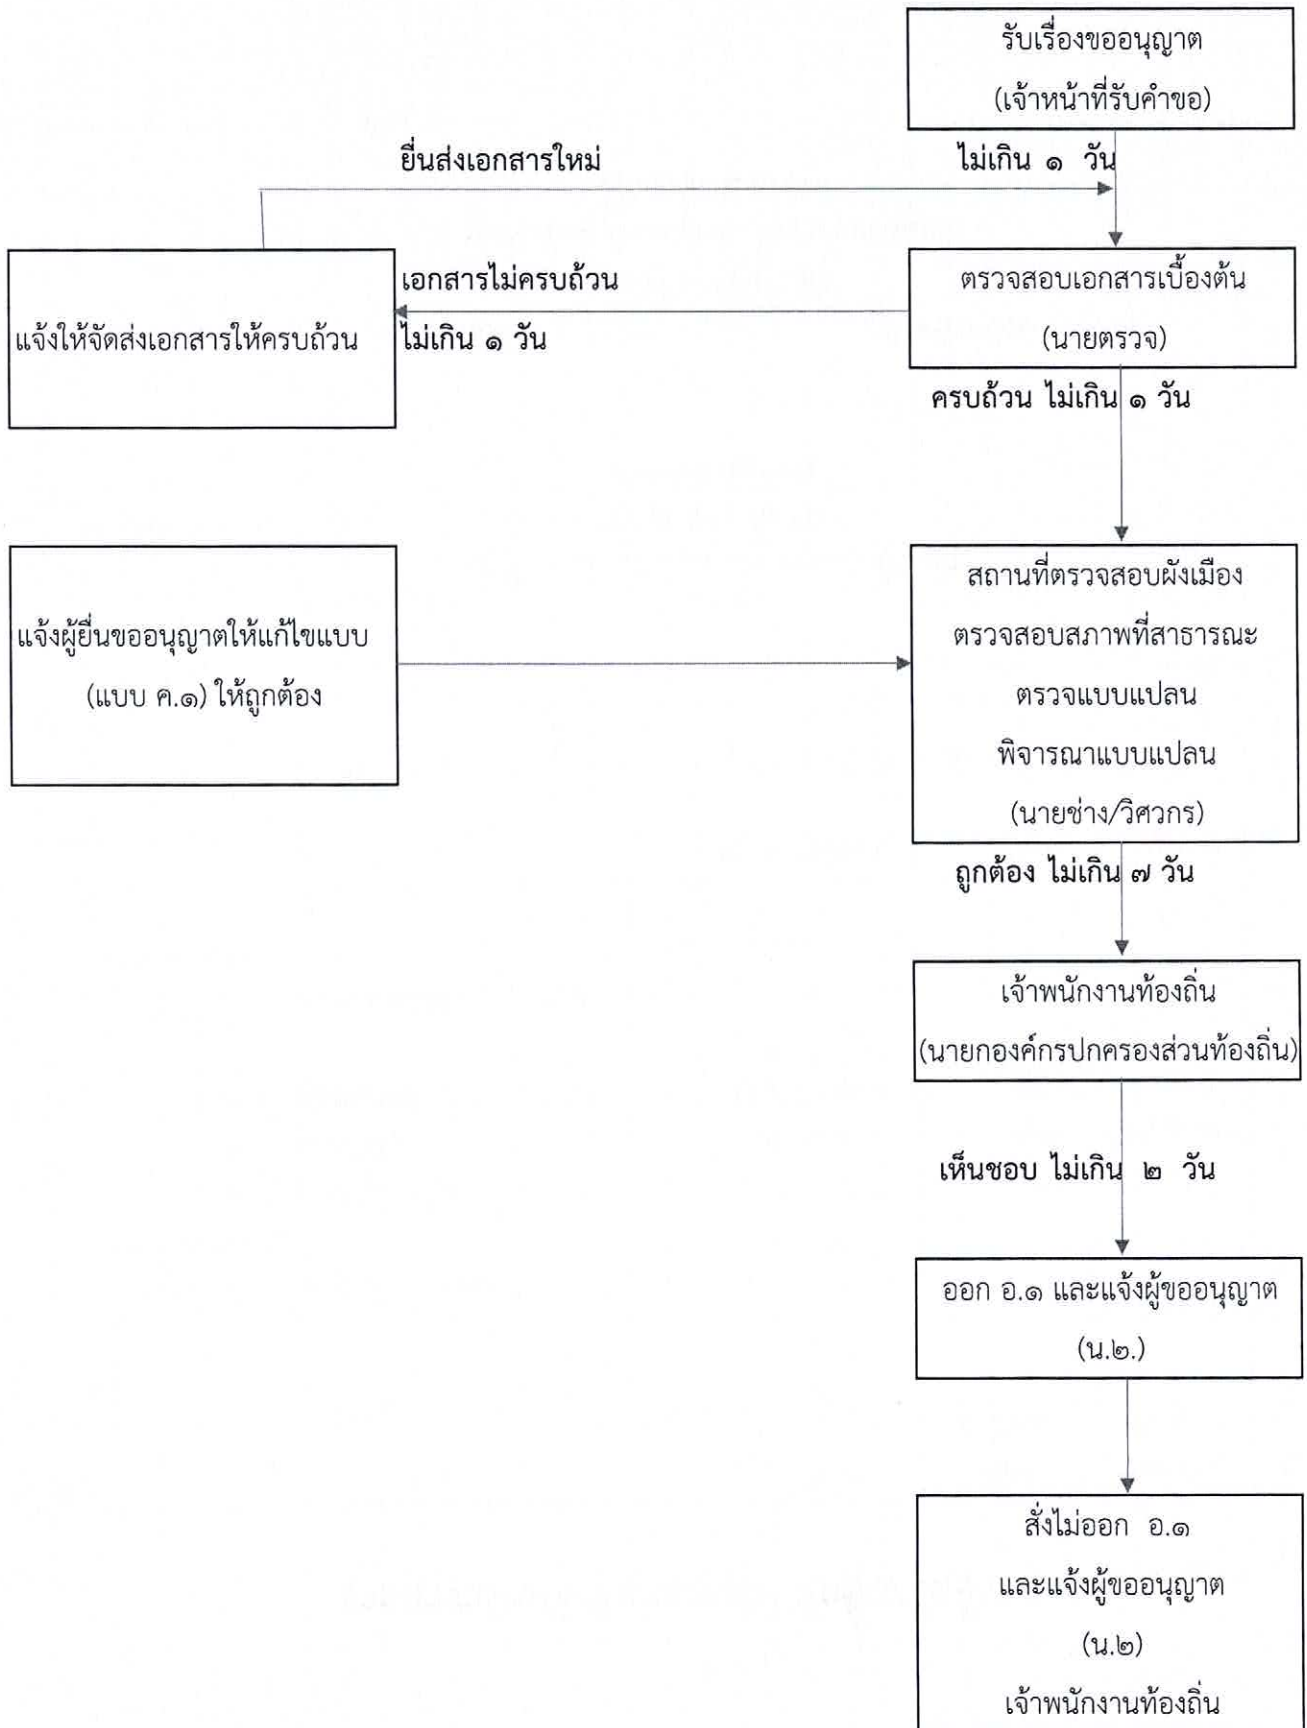 รับเรื่องขออนุญาต
(เจ้าหน้าที่รับคำขอ)
ยื่นส่งเอกสารใหม่
ไม่เกิน ๑ วัน
แจ้งให้จัดส่งเอกสารให้ครบถ้วน
เอกสารไม่ครบถ้วน
ไม่เกิน ๑ วัน
ตรวจสอบเอกสารเบื้องต้น
(นายตรวจ)
ครบถ้วน ไม่เกิน ๑ วัน
แจ้งผู้ยื่นขออนุญาตให้แก้ไขแบบ
(แบบ ค.๑) ให้ถูกต้อง
สถานที่ตรวจสอบผังเมือง
ตรวจสอบสภาพที่สาธารณะ
ตรวจแบบแปลน
พิจารณาแบบแปลน
(นายช่าง/วิศวกร)
ถูกต้อง ไม่เกิน ๗ วัน
เจ้าพนักงานท้องถิ่น
(นายกองค์กรปกครองส่วนท้องถิ่น)
เห็นชอบ ไม่เกิน ๒ วัน
ออก อ.๑ และแจ้งผู้ขออนุญาต
(น.๒.)
สั่งไม่ออก อ.๑
และแจ้งผู้ขออนุญาต
(น.๒)
เจ้าพนักงานท้องถิ่น